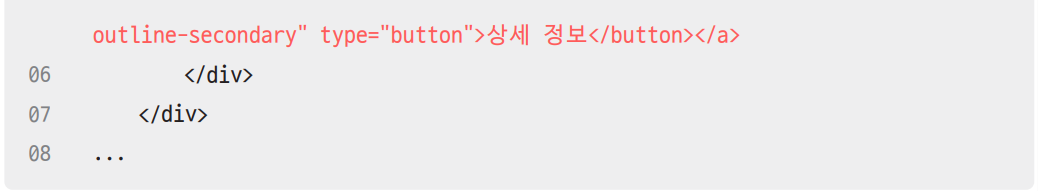 outline-secondary" type="button">상세 정보</button></a>
06 </div>
07 </div>
08 ...